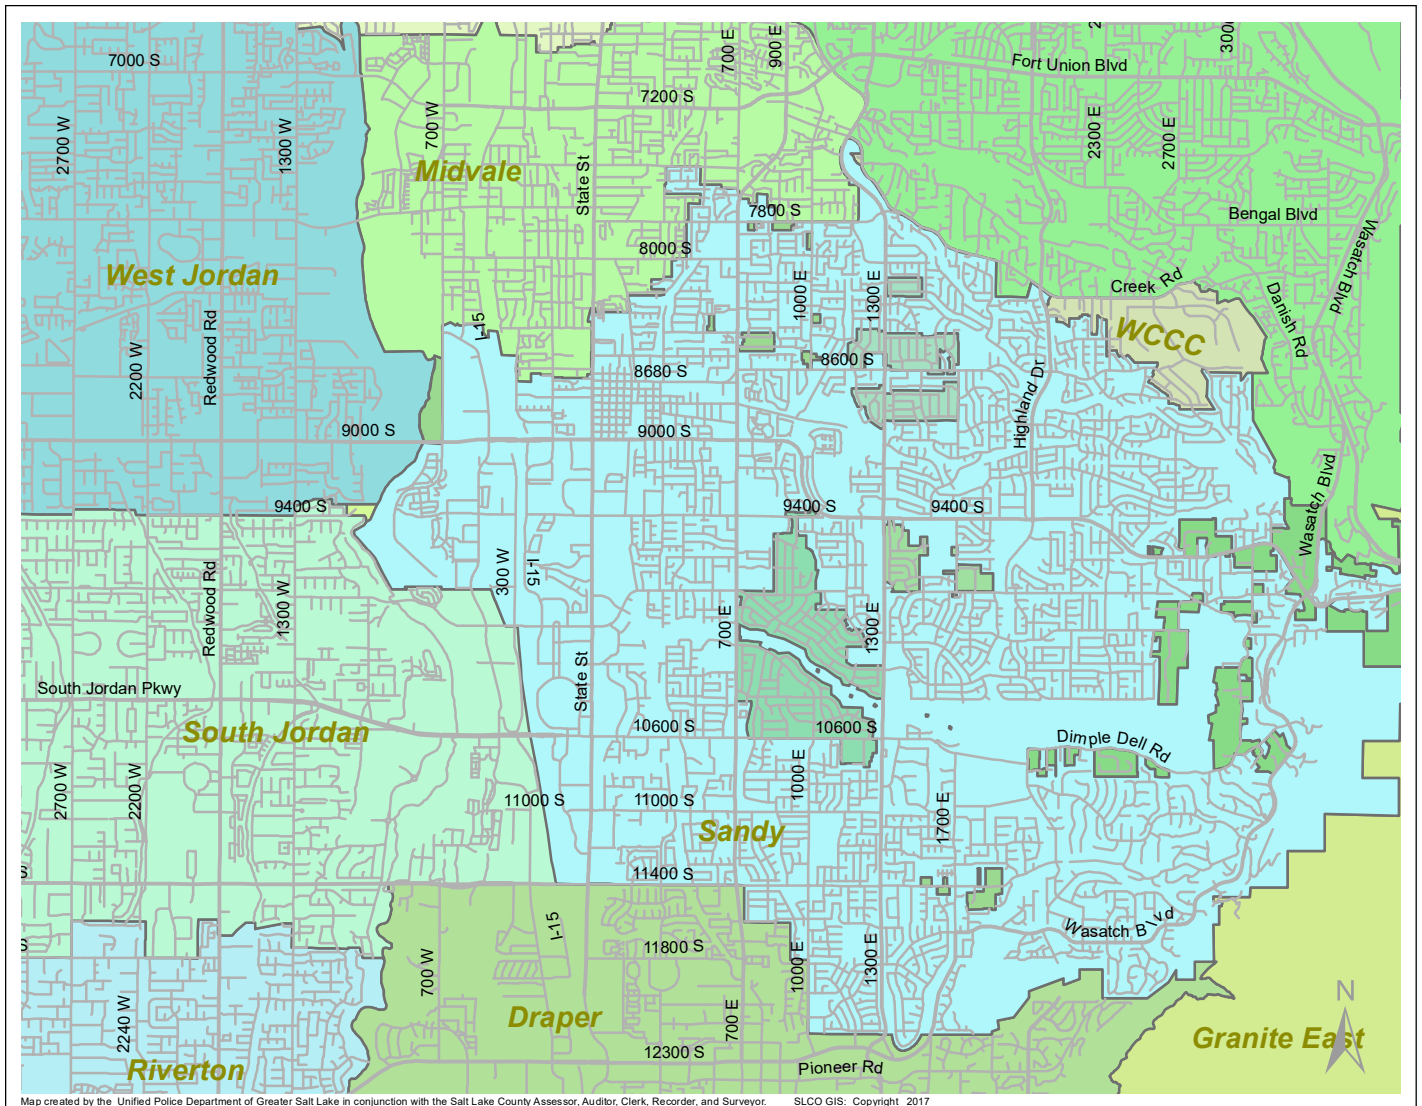 7000 S
700 E
900 E
2
3000
Fort Union Blvd
7200 S
2700 W
1300 W
700 W
2300 E
2700 E
Midvale
State St
7800 S
Bengal Blvd
Wasatch Blvd
8000 S
West Jordan
1000 E
1300 E
Creek Rd
Danish Rd
I-15
WCCC
Redwood Rd
2200 W
8680 S
8600 S
Highland Dr
9000 S
9000 S
9400 S
9400 S
9400 S
Wasatch Blvd
300 W
I-15
Redwood Rd
1300 W
700 E
1300 E
South Jordan Pkwy
State St
South Jordan
10600 S
10600 S
Dimple Dell Rd
2700 W
2200 W
1000 E
11000 S
11000 S
1700 E
Sandy
S
11400 S
Wasatch Blvd
I-15
S
11800 S
700 W
1000 E
1300 E
2240 W
Draper
700 E
N
Granite East
12300 S
Pioneer Rd
Riverton
Map created by the Unified Police Department of Greater Salt Lake in conjunction with the Salt Lake County Assessor, Auditor, Clerk, Recorder, and Surveyor. SLCO GIS: Copyright 2017